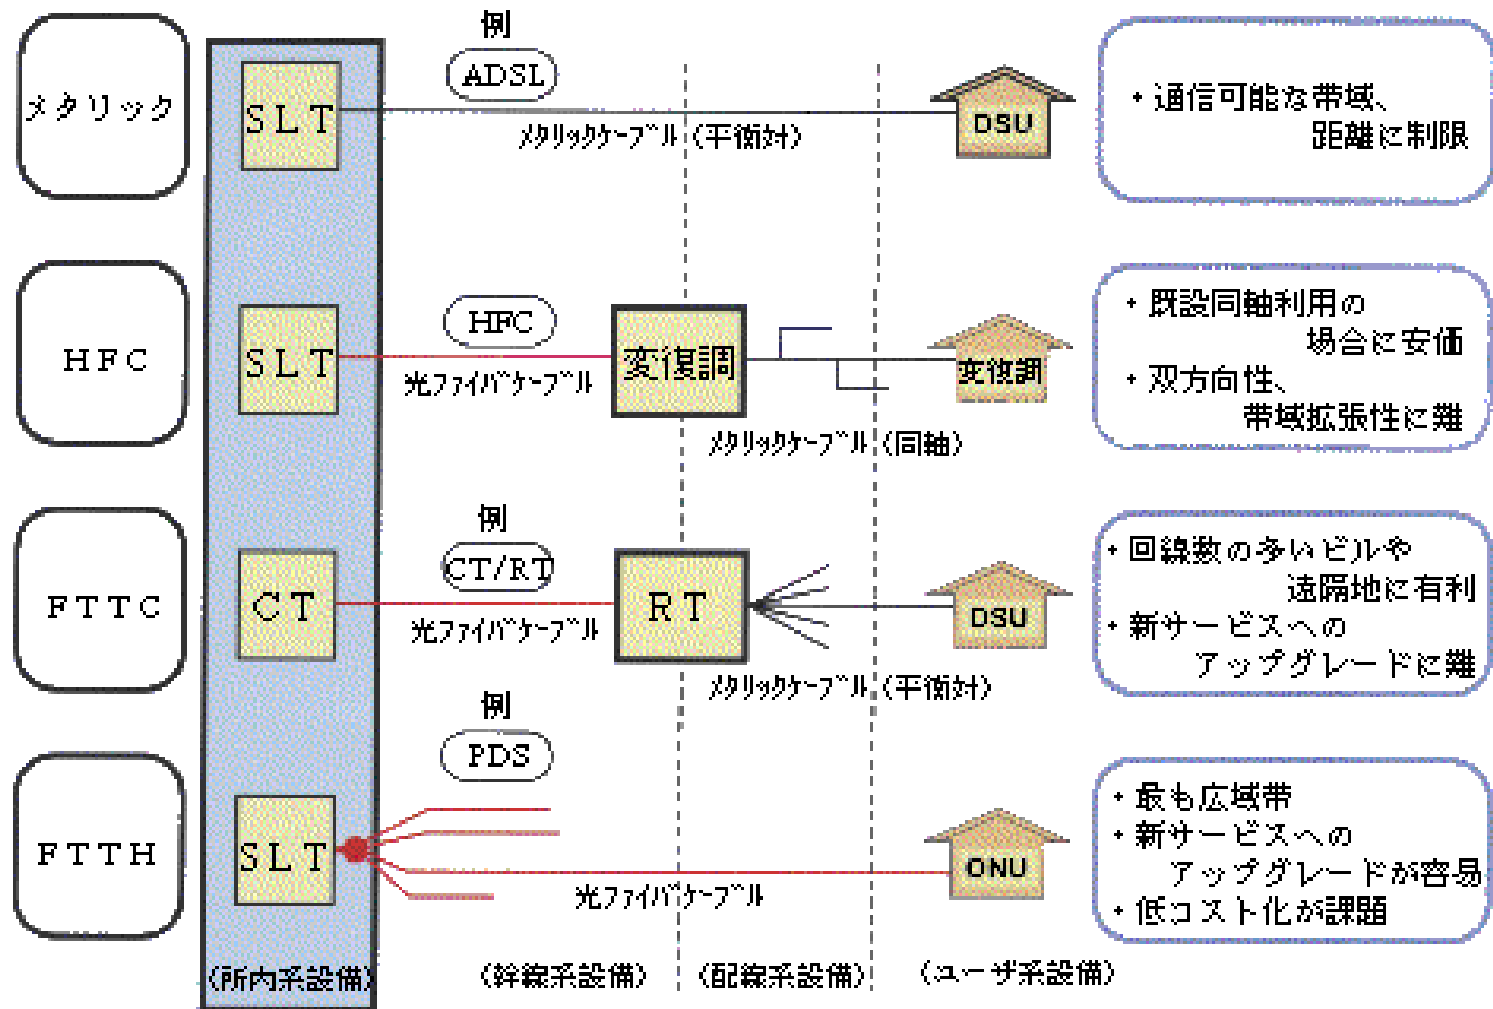 例
ADSL
メタリック
SLT
メタリックケーブル（平衡対）
DSU
・通信可能な帯域、
距離に制限
HFC
HFC
SLT
光ファイバケーブル
変復調
メタリックケーブル（同軸）
変復調
・既設同軸利用の
場合に安価
・双方向性、
帯域拡張性に難
例
CT/RT
FTTC
CT
光ファイバケーブル
RT
メタリックケーブル（平衡対）
DSU
・回線数の多いビルや
遠隔地に有利
・新サービスへの
アップグレードに難
例
PDS
FTTH
SLT
光ファイバケーブル
ONU
・最も広域帯
・新サービスへの
アップグレードが容易
・低コスト化が課題
（所内系設備）
（幹線系設備）
（配線系設備）
（ユーザ系設備）